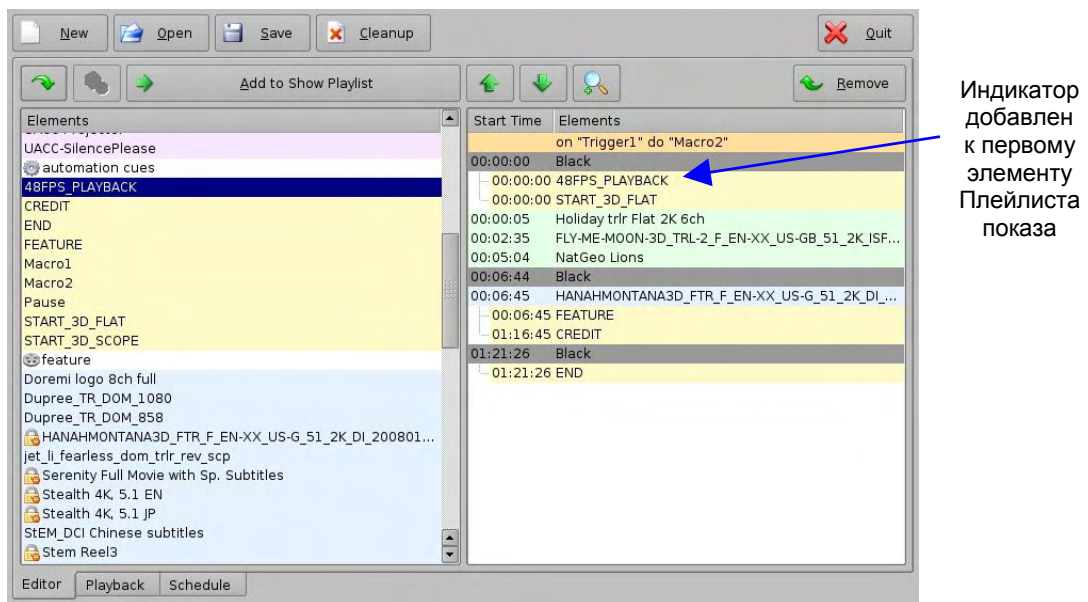 New Open Save Cleanup Quit
Add to Show Playlist Remove
Elements
UACC-SilencePlease
automation cues
48FPS_PLAYBACK
CREDIT
END
FEATURE
Macro1
Macro2
Pause
START_3D_FLAT
START_3D_SCOPE
feature
Doremi logo 8ch full
Dupree_TR_DOM_1080
Dupree_TR_DOM_858
HANAHMONTANA3D_FTR_F_EN-XX_US-G_51_2K_DI_200801...
jet_li_fearless_dom_trlr_rev_scp
Serenity Full Movie with Sp. Subtitles
Stealth 4K, 5.1 EN
Stealth 4K, 5.1 JP
StEM_DCI Chinese subtitles
Stem Reel3
Start Time Elements
on "Trigger1" do "Macro2"
00:00:00 Black
00:00:00 48FPS_PLAYBACK
00:00:00 START_3D_FLAT
00:00:05 Holiday trlr Flat 2K 6ch
00:02:35 FLY-ME-MOON-3D_TRL-2_F_EN-XX_US-GB_51_2K_ISF...
00:05:04 NatGeo Lions
00:06:44 Black
00:06:45 HANAHMONTANA3D_FTR_F_EN-XX_US-G_51_2K_DI_...
00:06:45 FEATURE
01:16:45 CREDIT
01:21:26 Black
01:21:26 END
Editor Playback Schedule
Индикатор
добавлен
к первому
элементу
Плейлиста
показа